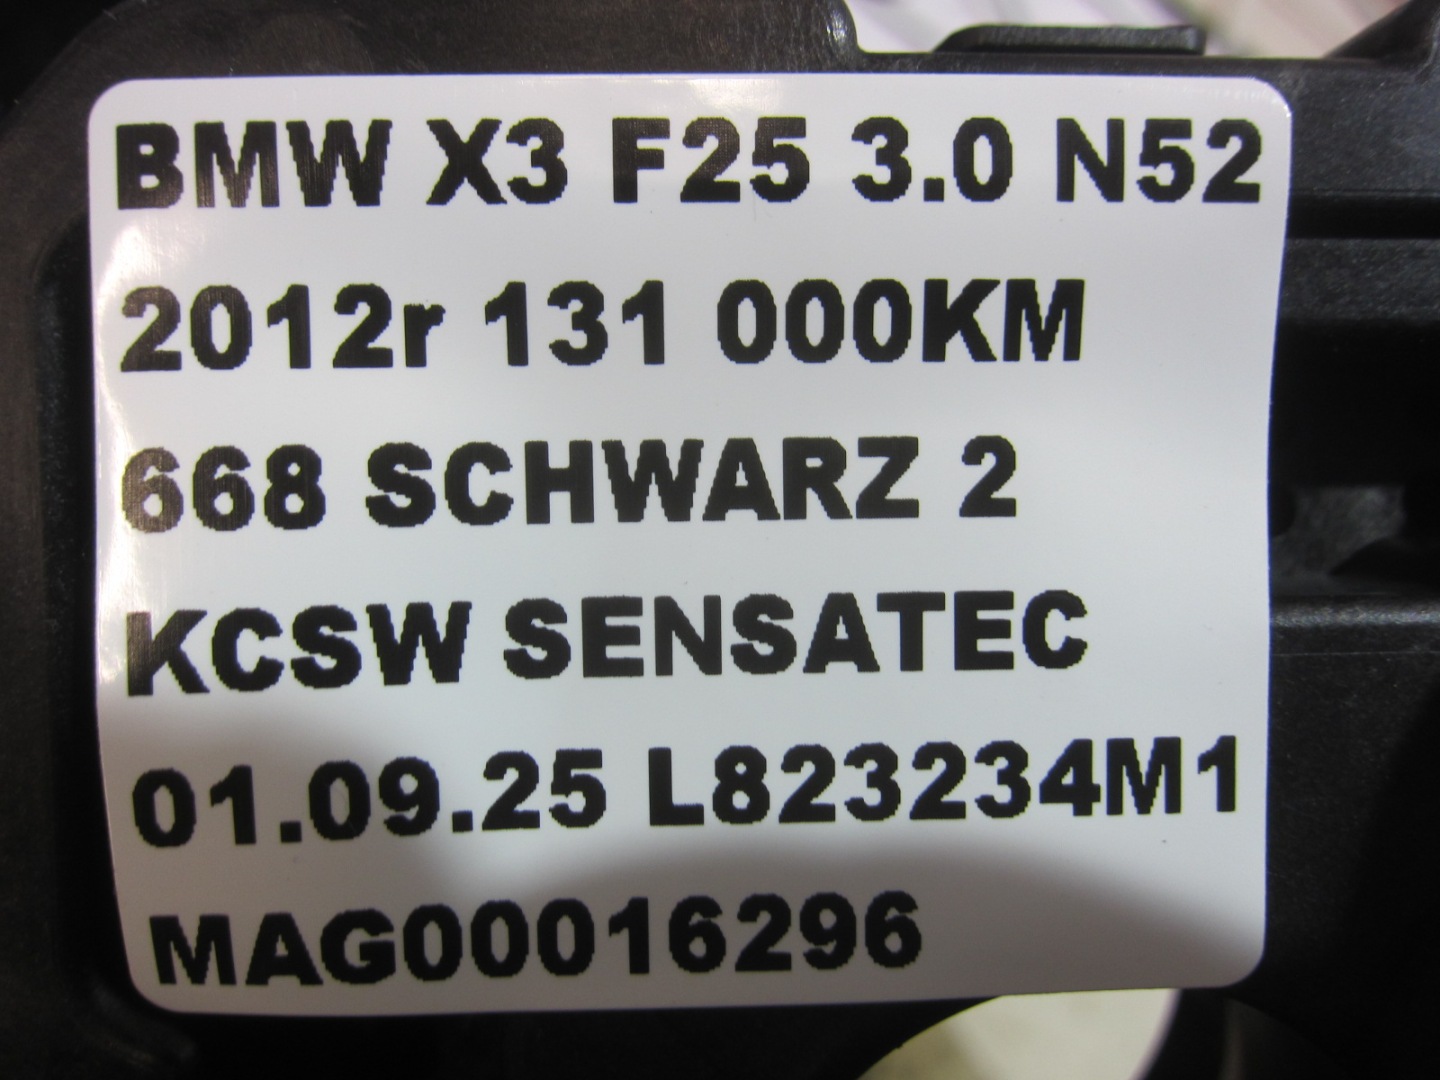 BMW X3 F25 3.0 N52
2012r 131 000KM
668 SCHWARZ 2
KCSW SENSATEC
01.09.25 L823234M1
MAG00016296